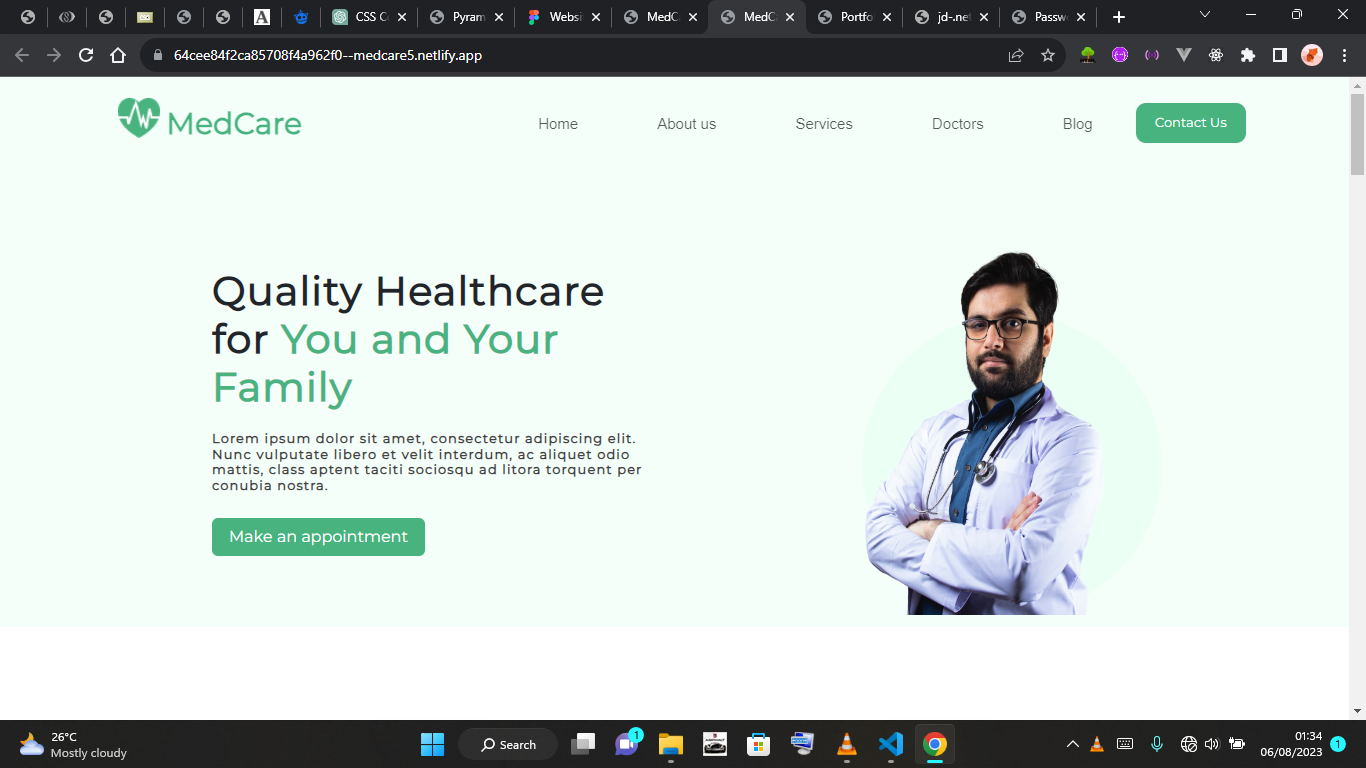 CSS C
Pyram
Websi
MedC
MedC
Portfo
jd-.net
Passw
64cee84f2ca85708f4a962f0--medcare5.netlify.app
MedCare
Home
About us
Services
Doctors
Blog
Contact Us
Quality Healthcare
for You and Your
Family
Lorem ipsum dolor sit amet, consectetur adipiscing elit.
Nunc vulputate libero et velit interdum, ac aliquet odio
mattis, class aptent taciti sociosqu ad litora torquent per
conubia nostra.
Make an appointment
26°C
Mostly cloudy
Search
1
01:34
06/08/2023
1